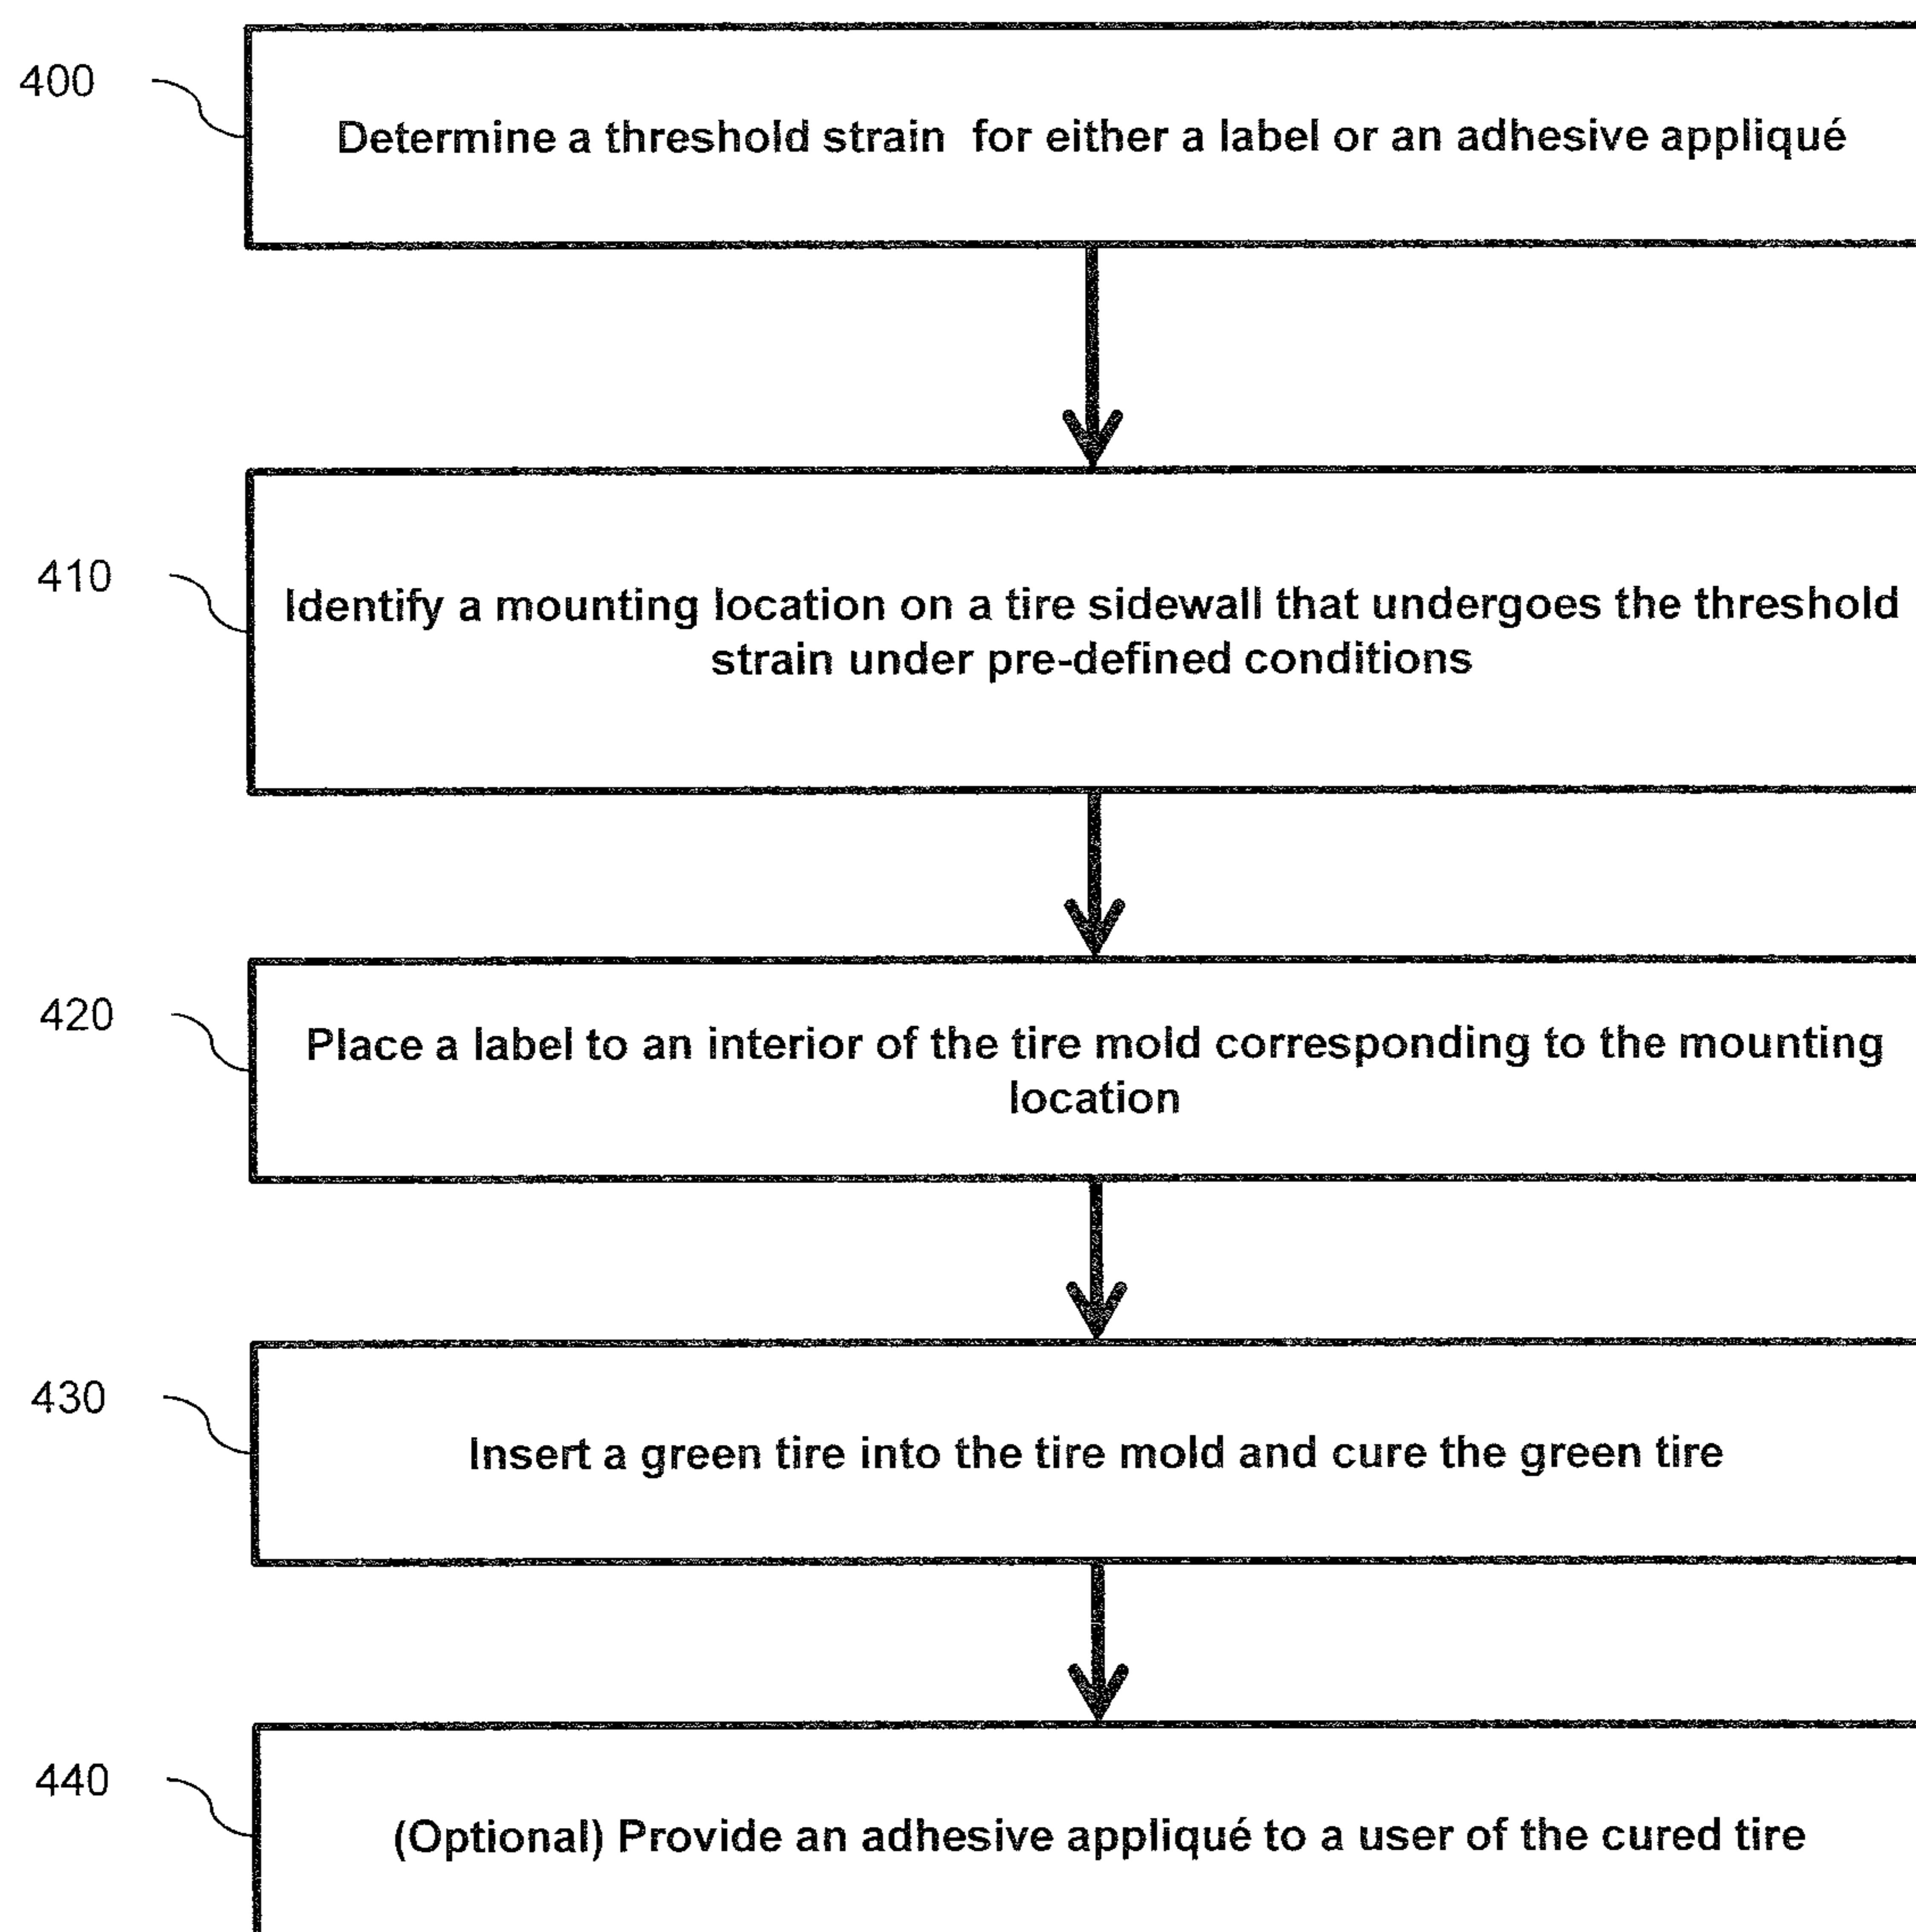 400
Determine a threshold strain for either a label or an adhesive appliqué
410
Identify a mounting location on a tire sidewall that undergoes the threshold
strain under pre-defined conditions
420
Place a label to an interior of the tire mold corresponding to the mounting
location
430
Insert a green tire into the tire mold and cure the green tire
440
(Optional) Provide an adhesive appliqué to a user of the cured tire